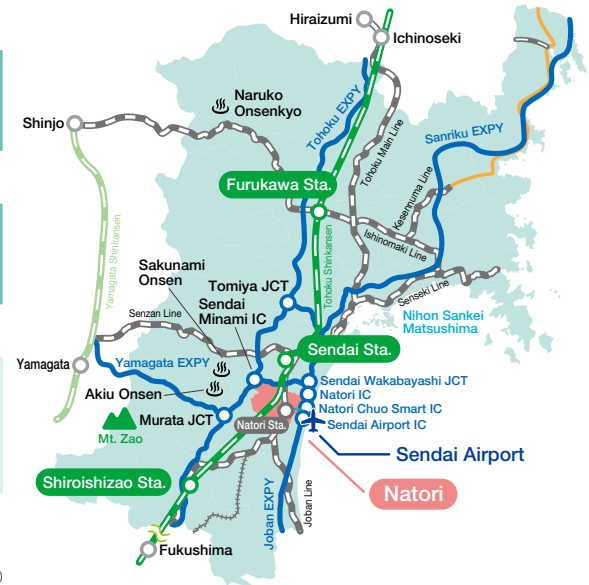 Hiraizumi
Ichinoseki
Naruko
Onsenkyo
Tohoku EXPY
Tohoku Main Line
Sanriku EXPY
Shinjo
Furukawa Sta.
Kesennuma Line
Ishinomaki Line
Yamagata Shinkansen
Tohoku Shinkansen
Sakunami
Onsen
Tomiya JCT
Sendai
Minami IC
Senseki Line
Nihon Sankei
Matsushima
Senzan Line
Sendai Sta.
Yamagata
Yamagata EXPY
Sendai Wakabayashi JCT
Natori IC
Akiu Onsen
Natori Chuo Smart IC
Murata JCT
Natori Sta.
Sendai Airport IC
Mt. Zao
Sendai Airport
Shiroishizao Sta.
Natori
Joban EXPY
Joban Line
Fukushima
)